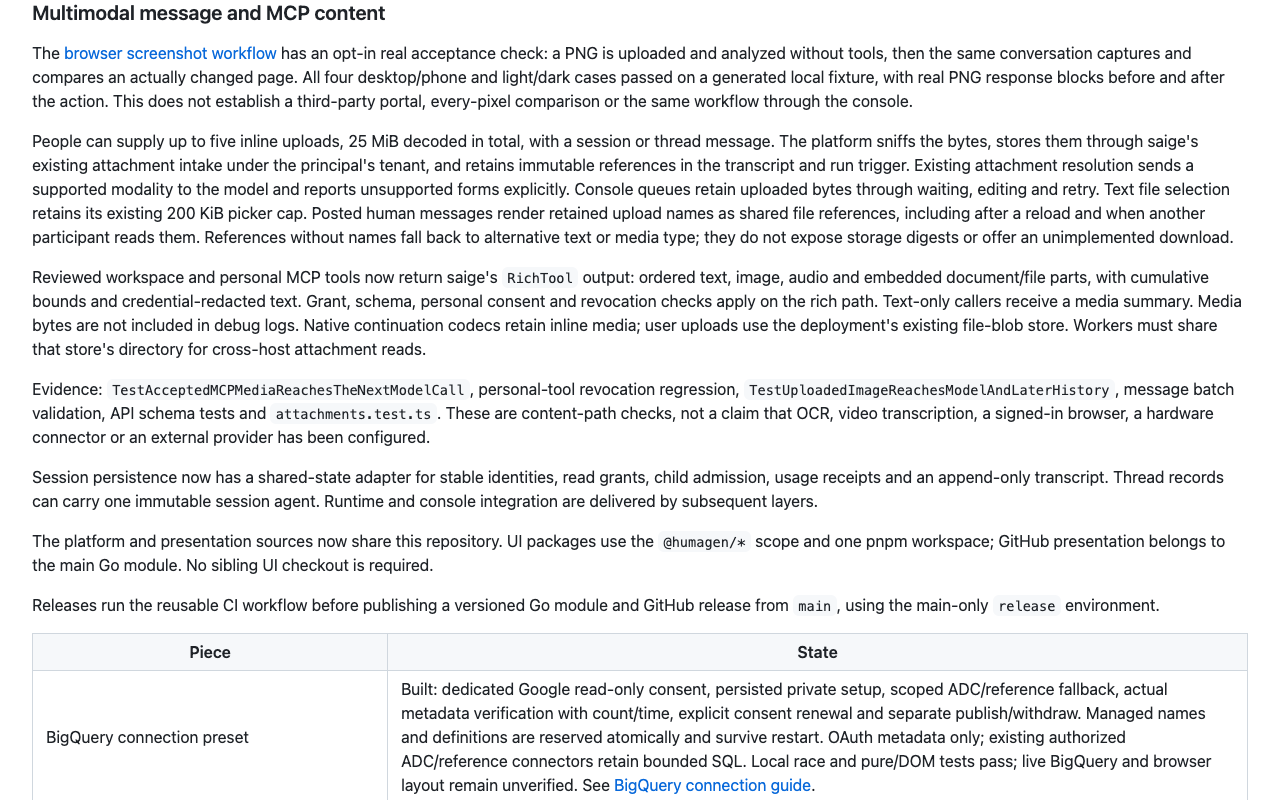 Multimodal message and MCP content
The browser screenshot workflow has an opt-in real acceptance check: a PNG is uploaded and analyzed without tools, then the same conversation captures and
compares an actually changed page. All four desktop/phone and light/dark cases passed on a generated local fixture, with real PNG response blocks before and after
the action. This does not establish a third-party portal, every-pixel comparison or the same workflow through the console.
People can supply up to five inline uploads, 25 MiB decoded in total, with a session or thread message. The platform sniffs the bytes, stores them through saige's
existing attachment intake under the principal's tenant, and retains immutable references in the transcript and run trigger. Existing attachment resolution sends a
supported modality to the model and reports unsupported forms explicitly. Console queues retain uploaded bytes through waiting, editing and retry. Text file selection
retains its existing 200 KiB picker cap. Posted human messages render retained upload names as shared file references, including after a reload and when another
participant reads them. References without names fall back to alternative text or media type; they do not expose storage digests or offer an unimplemented download.
Reviewed workspace and personal MCP tools now return saige's RichTool output: ordered text, image, audio and embedded document/file parts, with cumulative
bounds and credential-redacted text. Grant, schema, personal consent and revocation checks apply on the rich path. Text-only callers receive a media summary. Media
bytes are not included in debug logs. Native continuation codecs retain inline media; user uploads use the deployment's existing file-blob store. Workers must share
that store's directory for cross-host attachment reads.
Evidence: TestAcceptedMCPMediaReachesTheNextModelCall , personal-tool revocation regression, TestUploadedImageReachesModelAndLaterHistory , message batch
validation, API schema tests and attachments.test.ts . These are content-path checks, not a claim that OCR, video transcription, a signed-in browser, a hardware
connector or an external provider has been configured.
Session persistence now has a shared-state adapter for stable identities, read grants, child admission, usage receipts and an append-only transcript. Thread records
can carry one immutable session agent. Runtime and console integration are delivered by subsequent layers.
The platform and presentation sources now share this repository. UI packages use the @humagen/* scope and one pnpm workspace; GitHub presentation belongs to
the main Go module. No sibling UI checkout is required.
Releases run the reusable CI workflow before publishing a versioned Go module and GitHub release from main , using the main-only release environment.
Piece
State
BigQuery connection preset
Built: dedicated Google read-only consent, persisted private setup, scoped ADC/reference fallback, actual
metadata verification with count/time, explicit consent renewal and separate publish/withdraw. Managed names
and definitions are reserved atomically and survive restart. OAuth metadata only; existing authorized
ADC/reference connectors retain bounded SQL. Local race and pure/DOM tests pass; live BigQuery and browser
layout remain unverified. See BigQuery connection guide.